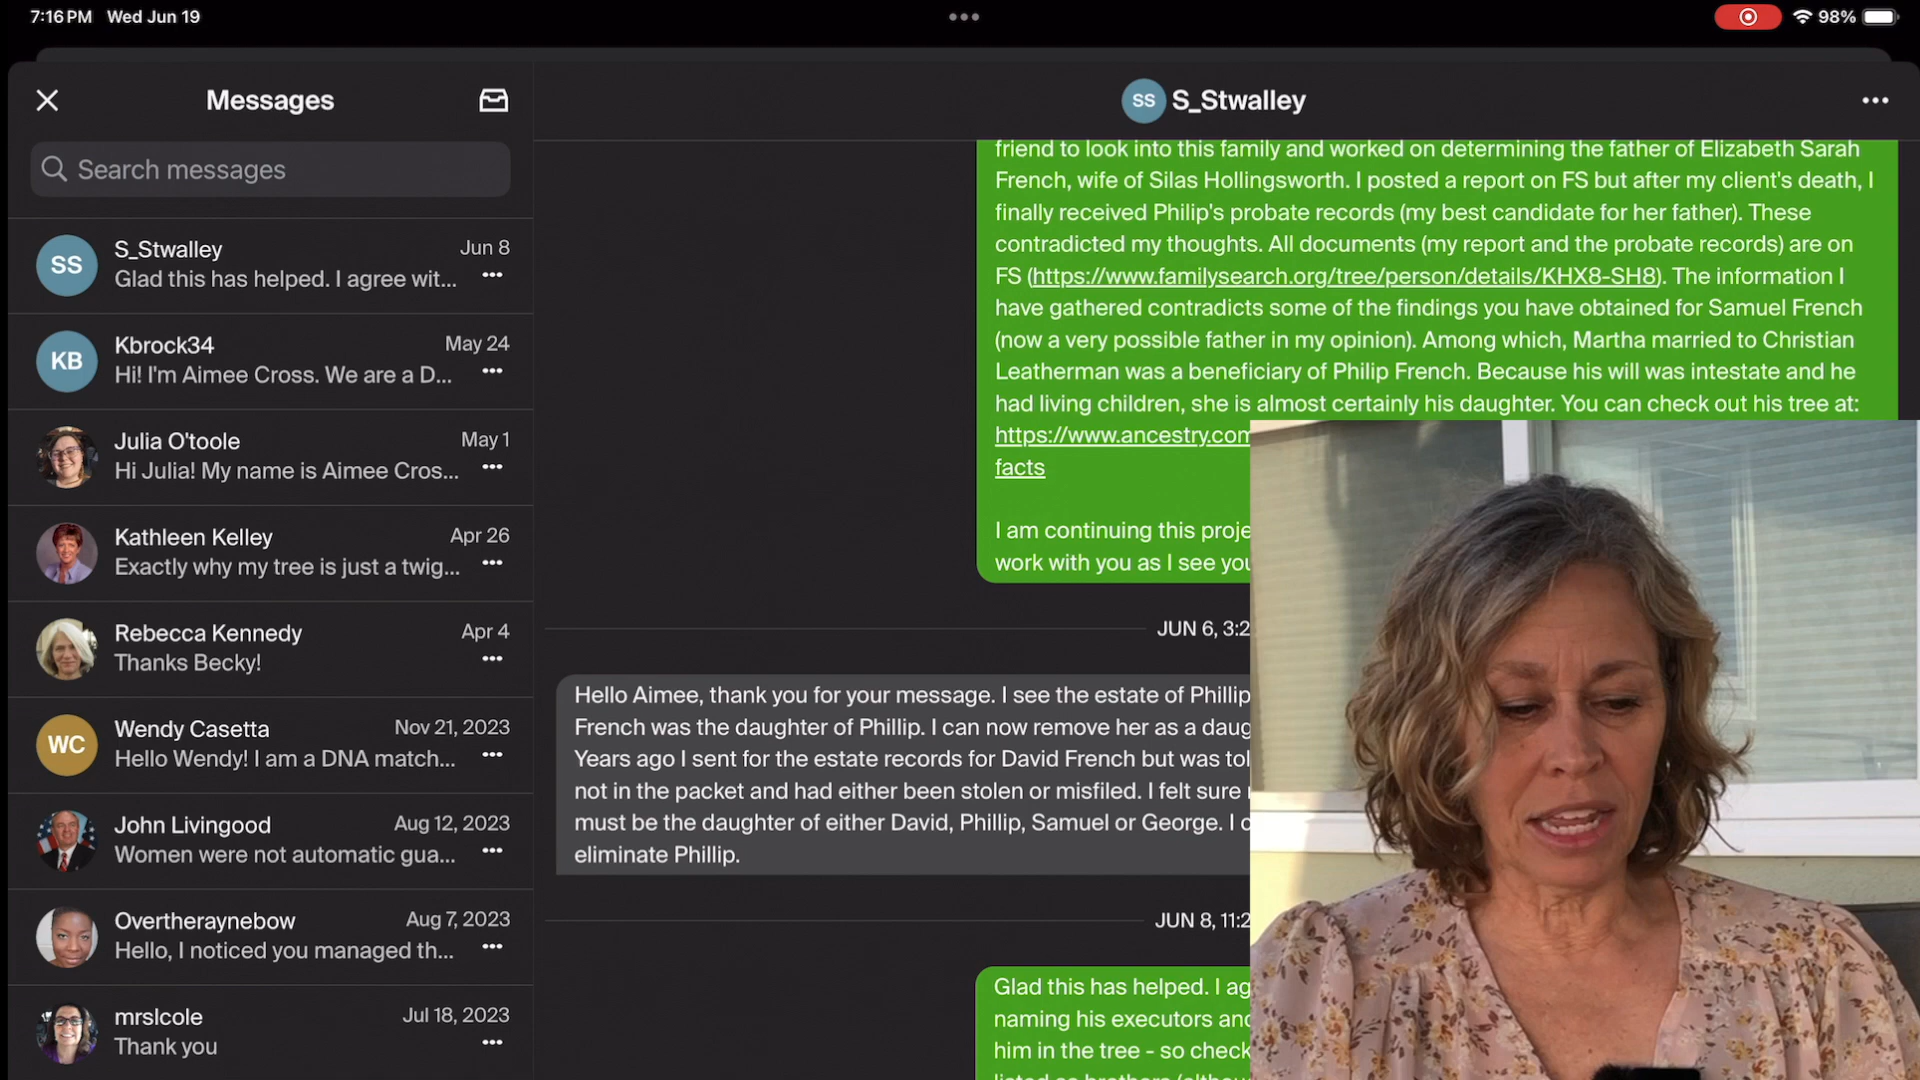 7:16 PM Wed Jun 19
98%
Messages
Search messages
S_Stwalley Jun 8
SS
Glad this has helped. I agree wit...
Kbrock34 May 24
KB
Hi! I'm Aimee Cross. We are a D...
Julia O'toole May 1
Hi Julia! My name is Aimee Cros...
Kathleen Kelley Apr 26
Exactly why my tree is just a twig...
Rebecca Kennedy Apr 4
Thanks Becky!
Wendy Casetta Nov 21, 2023
WC
Hello Wendy! I am a DNA match...
John Livingood Aug 12, 2023
Women were not automatic gua...
Overtheraynebow Aug 7, 2023
Hello, I noticed you managed th...
mrslcole Jul 18, 2023
Thank you
SS S_Stwalley
friend to look into this family and worked on determining the father of Elizabeth Sarah
French, wife of Silas Hollingsworth. I posted a report on FS but after my client's death, I
finally received Philip's probate records (my best candidate for her father). These
contradicted my thoughts. All documents (my report and the probate records) are on
FS (https://www.familysearch.org/tree/person/details/KHX8-SH8). The information I
have gathered contradicts some of the findings you have obtained for Samuel French
(now a very possible father in my opinion). Among which, Martha married to Christian
Leatherman was a beneficiary of Philip French. Because his will was intestate and he
had living children, she is almost certainly his daughter. You can check out his tree at:
https://www.ancestry.com
facts
I am continuing this proje
work with you as I see you
JUN 6, 3:2
Hello Aimee, thank you for your message. I see the estate of Phillip
French was the daughter of Phillip. I can now remove her as a daug
Years ago I sent for the estate records for David French but was tol
not in the packet and had either been stolen or misfiled. I felt sure
must be the daughter of either David, Phillip, Samuel or George. I
eliminate Phillip.
JUN 8, 11:2
Glad this has helped. I ag
naming his executors and
him in the tree - so check